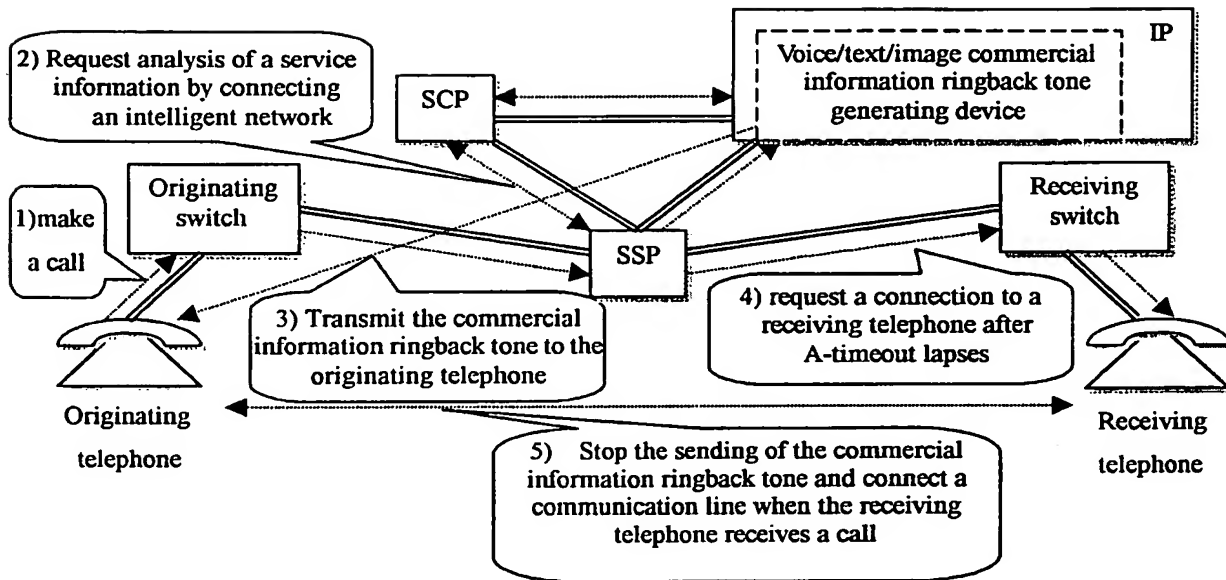 2) Request analysis of a service
information by connecting
an intelligent network
SCP
IP
Voice/text/image commercial
information ringback tone
generating device
1)make
a call
Originating
switch
SSP
Receiving
switch
3) Transmit the commercial
information ringback tone to the
originating telephone
4) request a connection to a
receiving telephone after
A-timeout lapses
Originating
telephone
Receiving
telephone
5) Stop the sending of the commercial
information ringback tone and connect a
communication line when the receiving
telephone receives a call